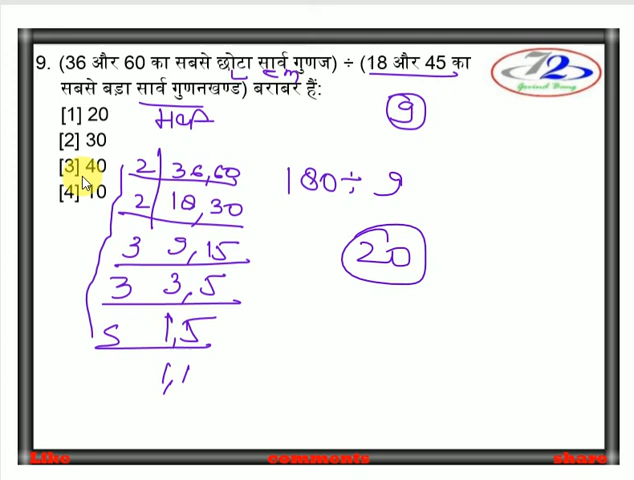 9. (36 और 60 का सबसे छोटा सार्व गुणज) ÷ (18 और 45 का
सबसे बड़ा सार्व गुणनखण्ड) बराबर हैं:
LCM
HCF
9
[1] 20
[2] 30
[3] 40
[4] 10
2 36,60
2 18,30
3 9,15
3 3,5
5 1,5
1,1
180 ÷ 9
20
72
Govind Dang
Like comments share